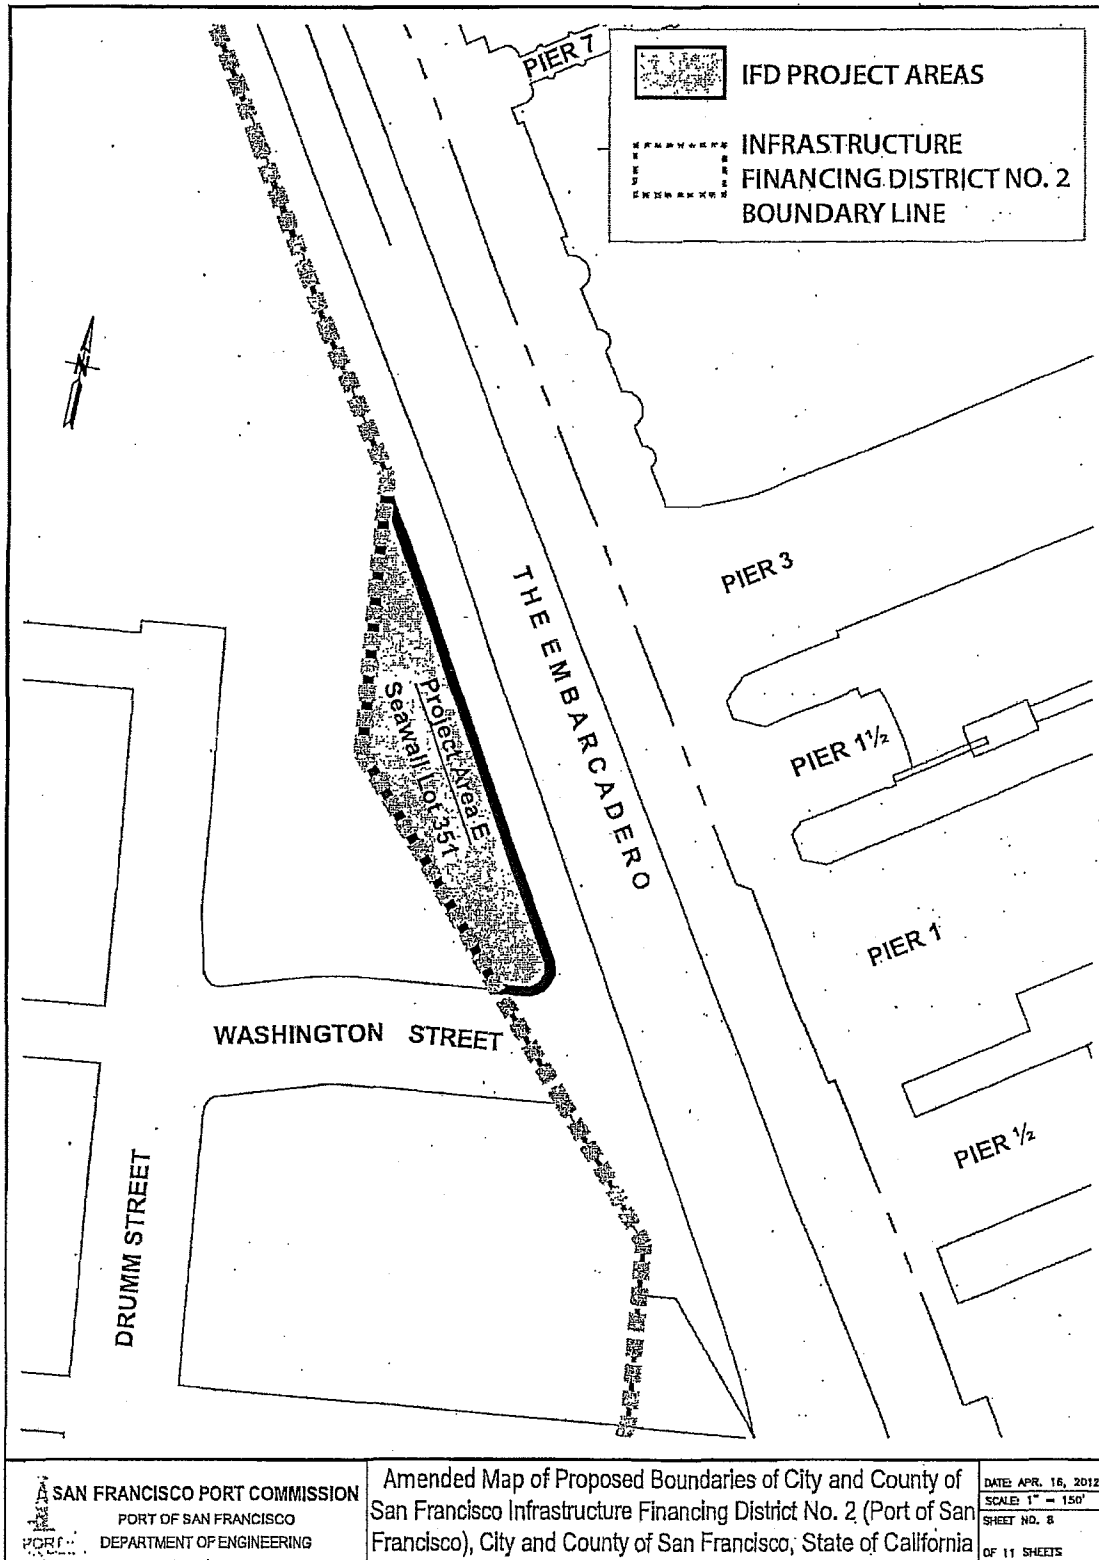 PIER 7
IFD PROJECT AREAS
INFRASTRUCTURE
FINANCING DISTRICT NO. 2
BOUNDARY LINE
N
PIER 3
THE EMBARCADERO
Project Area E
Seawall Lot 351
PIER 1½
PIER 1
WASHINGTON STREET
PIER ½
DRUMM STREET
SAN FRANCISCO PORT COMMISSION
PORT OF SAN FRANCISCO
DEPARTMENT OF ENGINEERING
PORT
Amended Map of Proposed Boundaries of City and County of
San Francisco Infrastructure Financing District No. 2 (Port of San
Francisco), City and County of San Francisco, State of California
DATE: APR. 16, 2012
SCALE: 1" = 150'
SHEET NO. 8
OF 11 SHEETS